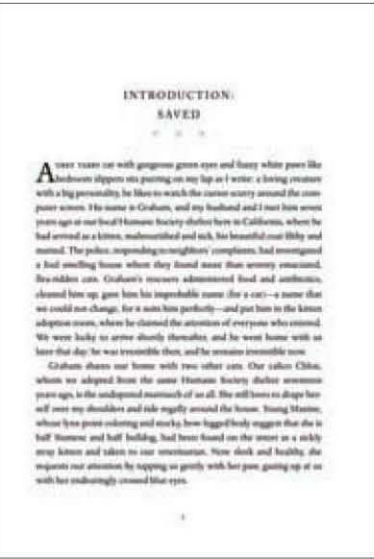 INTRODUCTION:
SAVED
A TABBY TABBY cat with gorgeous green eyes and fuzzy white paws like
bedroom slippers sits purring on my lap as I write: a loving creature
with a big personality, he likes to watch the cursor scurry around the com-
puter screen. His name is Graham, and my husband and I met him seven
years ago at our local Humane Society shelter here in California, where he
had arrived as a kitten, malnourished and sick, his beautiful coat filthy and
matted. The police, responding to neighbors' complaints, had investigated
a foul smelling house where they found more than seventy emaciated,
flea-ridden cats. Graham's rescuers administered food and antibiotics,
cleaned him up, gave him his improbable name (for a cat)—a name that
we could not change, for it suits him perfectly—and put him in the kitten
adoption room, where he claimed the attention of everyone who entered.
We were lucky to arrive shortly thereafter, and he went home with us
later that day: he was irresistible then, and he remains irresistible now.
Graham shares our home with two other cats. Our calico Chloe,
whom we adopted from the same Humane Society shelter seventeen
years ago, is the undisputed matriarch of us all. She still loves to drape her-
self over my shoulders and ride regally around the house. Young Maxine,
whose lynx point coloring and stocky, bow-legged body suggest that she is
half Siamese and half bulldog, had been found on the street as a sickly
stray kitten and taken to our veterinarian. Now sleek and healthy, she
requests our attention by tapping us gently with her paw, gazing up at us
with her endearingly crossed blue eyes.